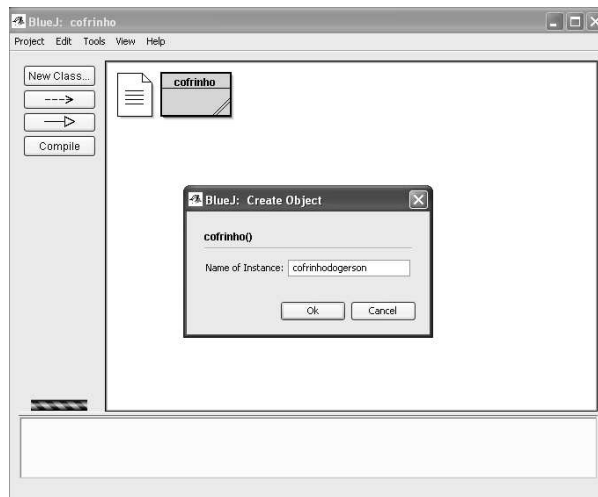 BlueJ: cofrinho
Project Edit Tools View Help
New Class...
cofrinho
Compile
BlueJ: Create Object
cofrinho()
Name of Instance: cofrinhodogerson
Ok Cancel